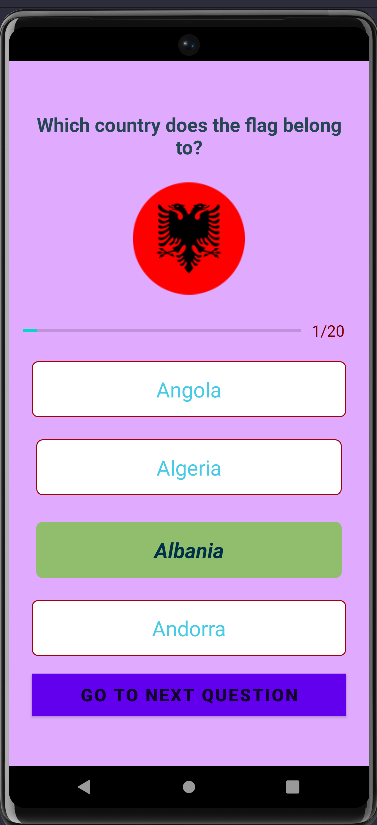 Which country does the flag belong
to?
1/20
Angola
Algeria
Albania
Andorra
GO TO NEXT QUESTION